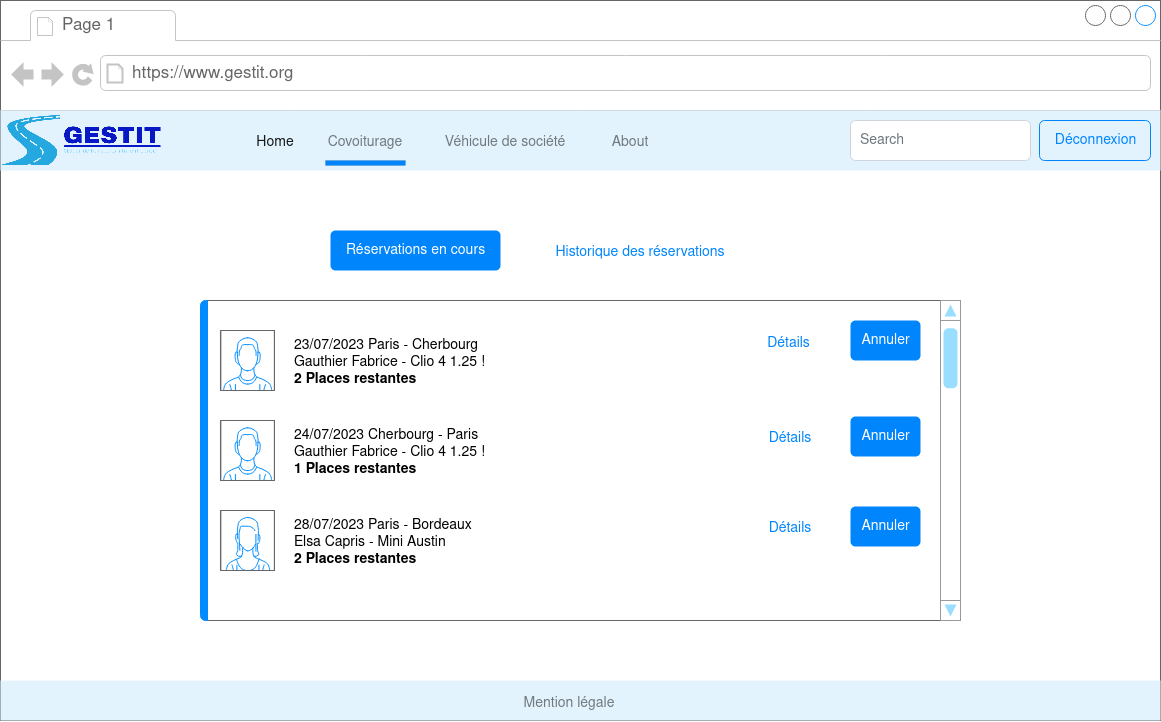 Page 1
https://www.gestit.org
GESTIT
Home
Covoiturage
Véhicule de société
About
Search
Déconnexion
Réservations en cours
Historique des réservations
23/07/2023 Paris - Cherbourg
Gauthier Fabrice - Clio 4 1.25 !
2 Places restantes
Détails
Annuler
24/07/2023 Cherbourg - Paris
Gauthier Fabrice - Clio 4 1.25 !
1 Places restantes
Détails
Annuler
28/07/2023 Paris - Bordeaux
Elsa Capris - Mini Austin
2 Places restantes
Détails
Annuler
Mention légale